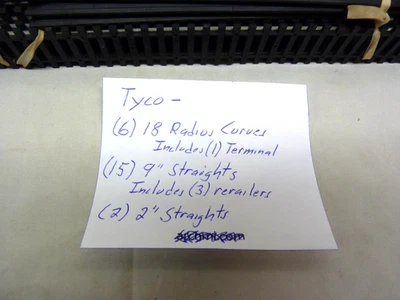 Tyco -
(6) 18 Radius Curves
Includes (1) Terminal
(15) 9" Straights
Includes (3) rerailers
(2) 2" Straights